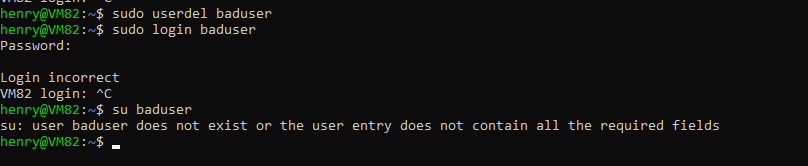 VM82 login: ^C
henry@VM82:~$ sudo userdel baduser
henry@VM82:~$ sudo login baduser
Password:
Login incorrect
VM82 login: ^C
henry@VM82:~$ su baduser
su: user baduser does not exist or the user entry does not contain all the required fields
henry@VM82:~$